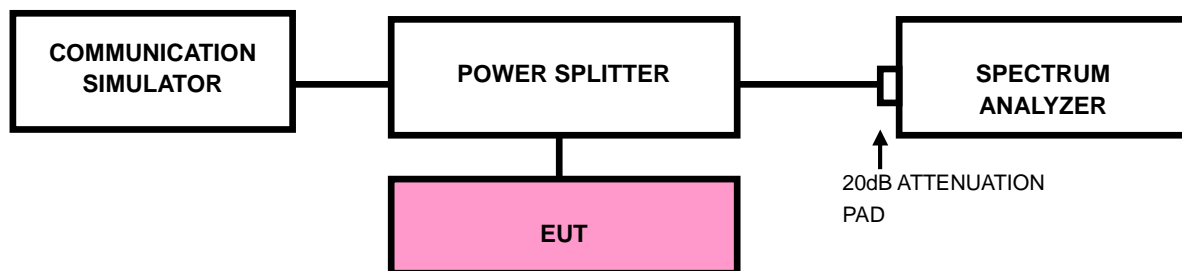 COMMUNICATION
SIMULATOR
POWER SPLITTER
SPECTRUM
ANALYZER
20dB ATTENUATION
PAD
EUT